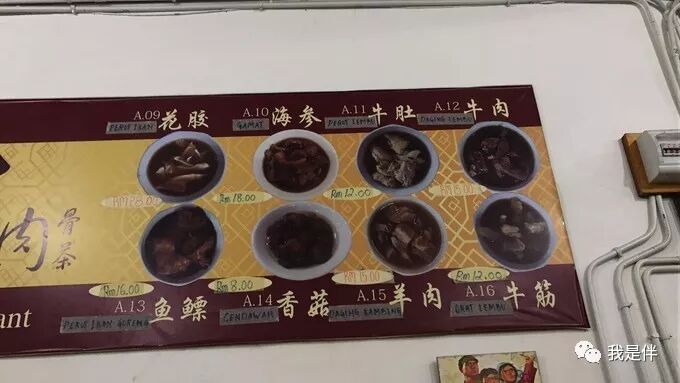 A.09 花胶 A.10 海参 A.11 牛肚 A.12 牛肉
PERUT IKAN GAMAT PERUT LEMBU DAGING LEMBU
Rm 18.00 RM 12.00
肉骨茶
Rm 16.00 Rm 8.00 RM 15.00 Rm 12.00
A.13 鱼鳔 A.14 香菇 A.15 羊肉 A.16 牛筋
PERUT IKAN GORENG CENDAWAN DAGING KAMBING URAT LEMBU
我是伴